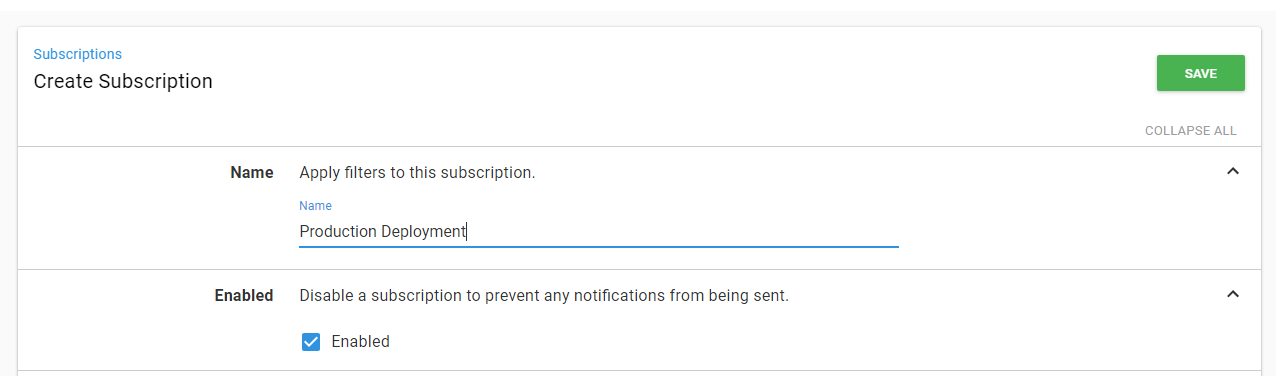 Subscriptions
Create Subscription
SAVE
COLLAPSE ALL
Name
Apply filters to this subscription.
Name
Production Deployment
Enabled
Disable a subscription to prevent any notifications from being sent.
Enabled